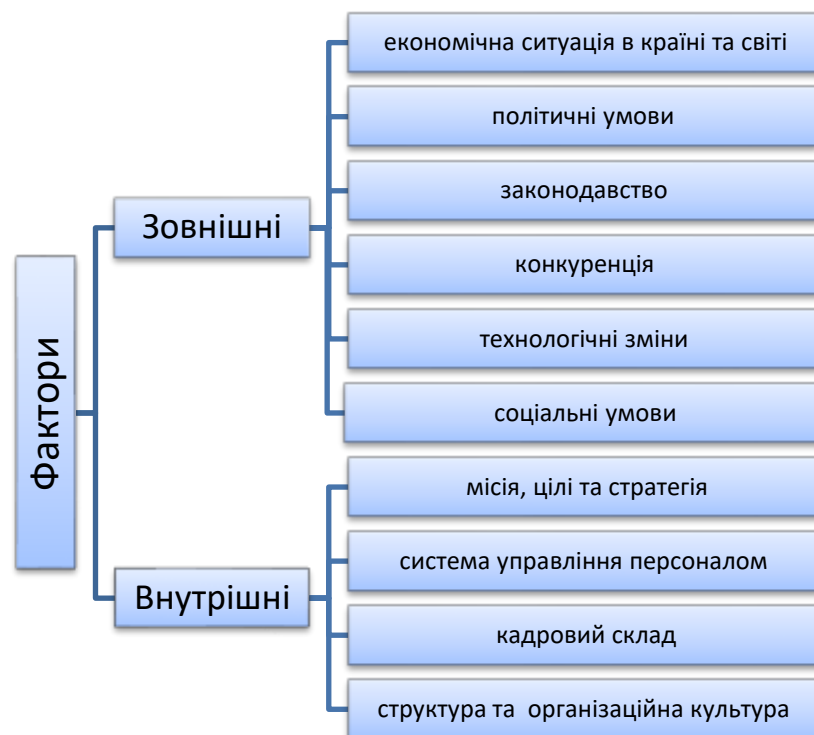 Фактори
Зовнішні
економічна ситуація в країні та світі
політичні умови
законодавство
конкуренція
технологічні зміни
соціальні умови
Внутрішні
місія, цілі та стратегія
система управління персоналом
кадровий склад
структура та  організаційна культура